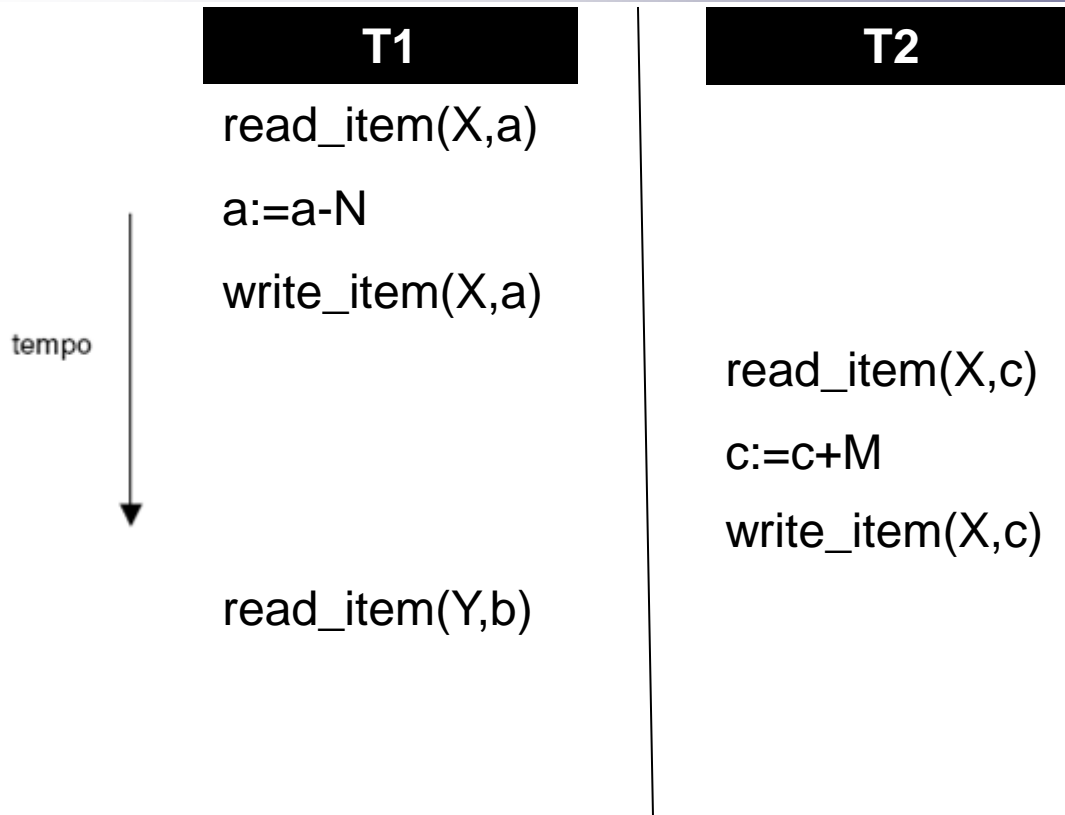 T1 T2
read_item(X,a)
a:=a-N
write_item(X,a)
tempo
read_item(X,c)
c:=c+M
write_item(X,c)
read_item(Y,b)